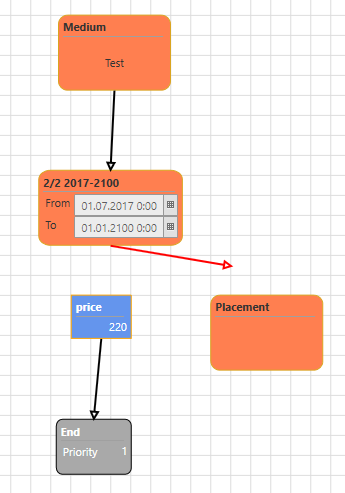 Medium
Test
2/2 2017-2100
From 01.07.2017 0:00
To 01.01.2100 0:00
price
220
Placement
End
Priority 1